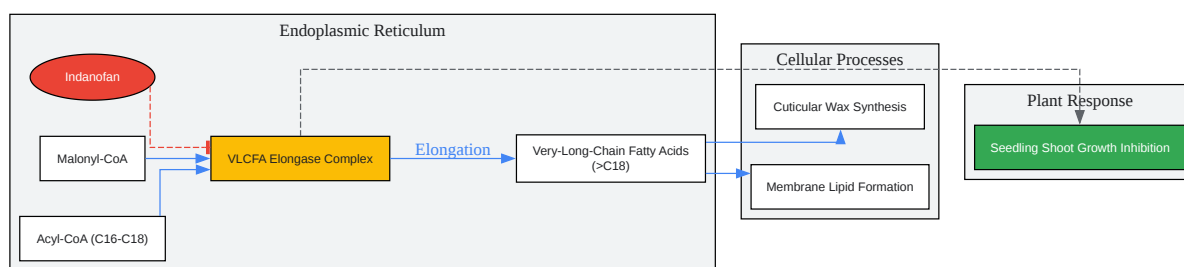 Endoplasmic Reticulum
Indanofan
Malonyl-CoA
Acyl-CoA (C16-C18)
VLCFA Elongase Complex
Elongation
Very-Long-Chain Fatty Acids
(>C18)
Cellular Processes
Cuticular Wax Synthesis
Membrane Lipid Formation
Plant Response
Seedling Shoot Growth Inhibition